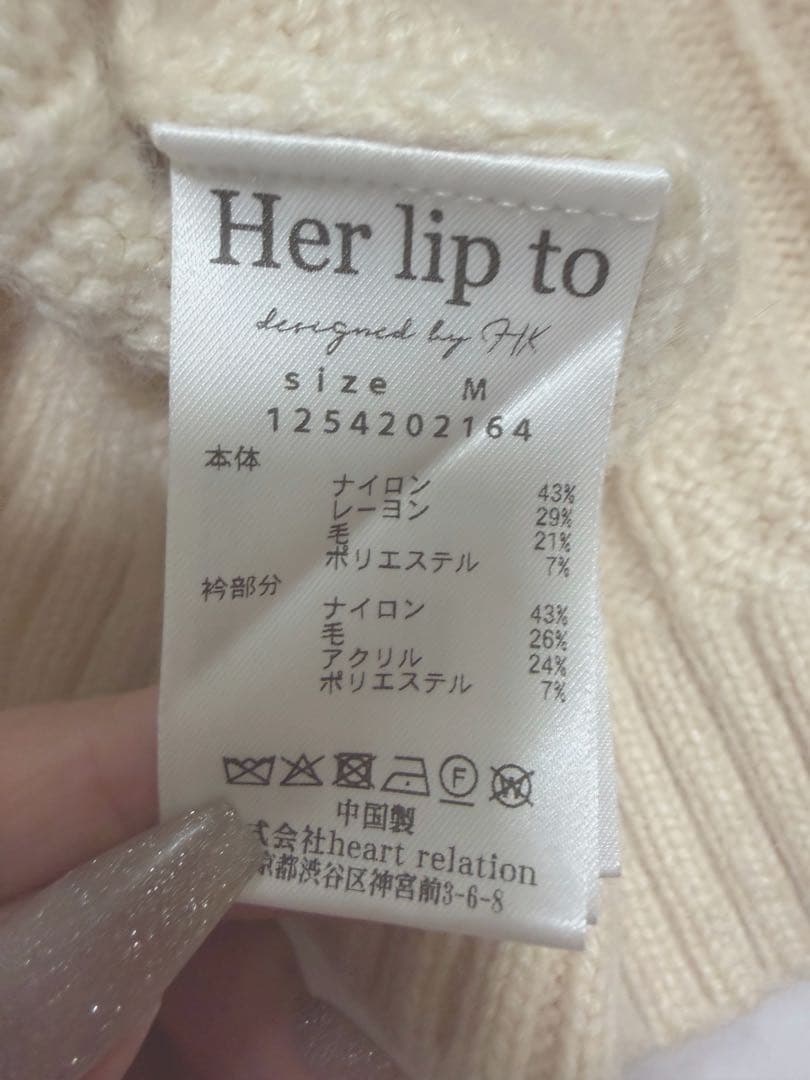 Her lip to
designed by HK
size M
1254202164
本体
ナイロン 43%
レーヨン 29%
毛 21%
ポリエステル 7%
衿部分
ナイロン 43%
毛 26%
アクリル 24%
ポリエステル 7%
F W
中国製
式会社heart relation
京都渋谷区神宮前3-6-8